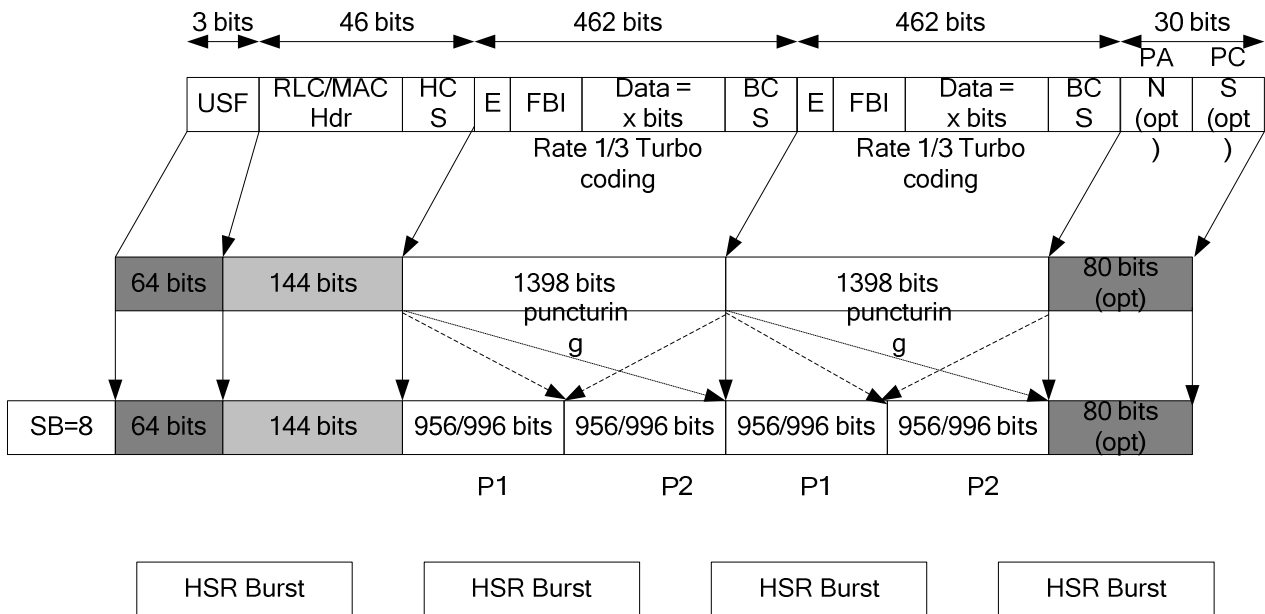 3 bits 46 bits 462 bits 462 bits 30 bits
USF
RLC/MAC
Hdr
HC
S
E
FBI
Data =
x bits
BC
S
E
FBI
Data =
x bits
BC
S
PA
N
(opt
)
PC
S
(opt
)
Rate 1/3 Turbo
coding
Rate 1/3 Turbo
coding
64 bits
144 bits
1398 bits
puncturin
g
1398 bits
puncturin
g
80 bits
(opt)
SB=8
64 bits
144 bits
956/996 bits
956/996 bits
956/996 bits
956/996 bits
80 bits
(opt)
P1 P2 P1 P2
HSR Burst HSR Burst HSR Burst HSR Burst